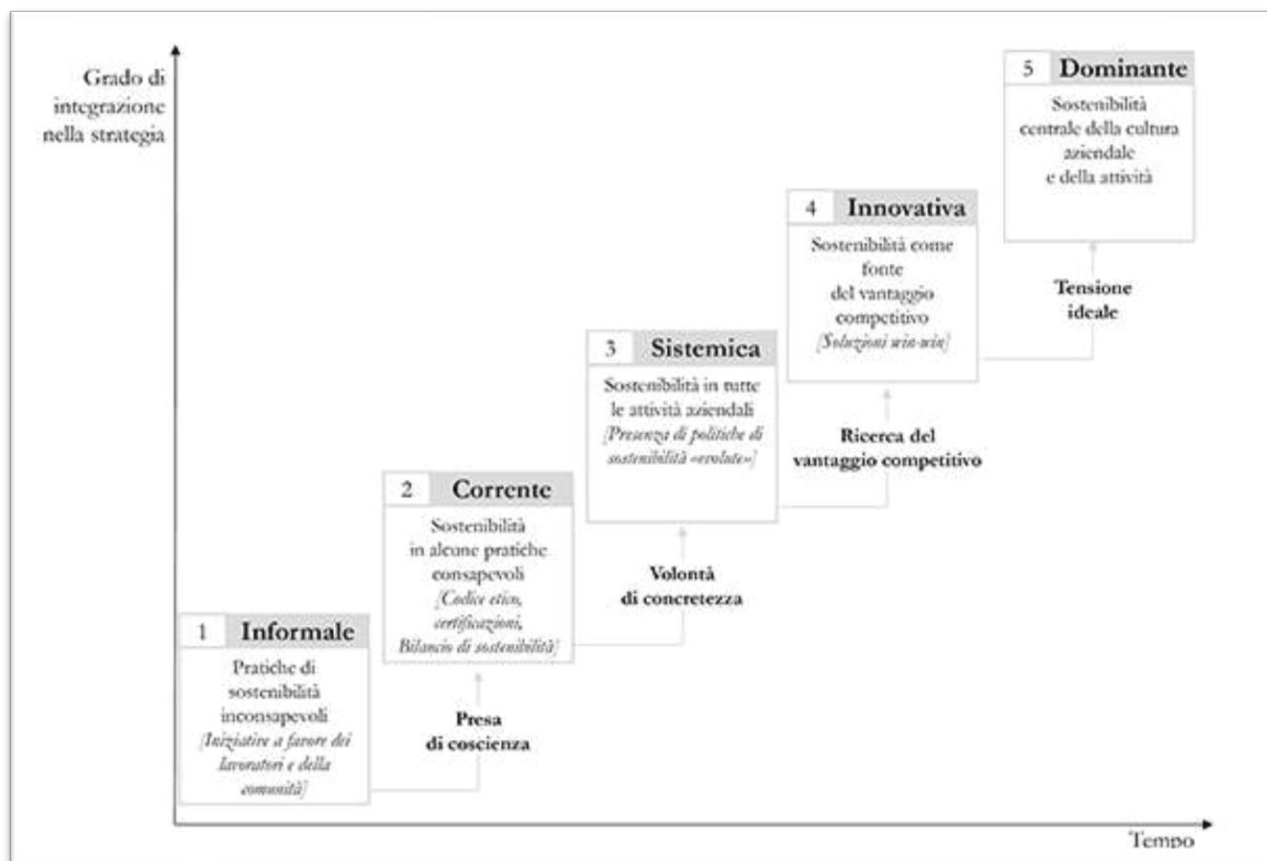 Grado di
integrazione
nella strategia
5 Dominante
Sostenibilità
centrale della cultura
aziendale
e della attività
4 Innovativa
Sostenibilità come
fonte
del vantaggio
competitivo
[Soluzioni win-win]
Tensione
ideale
3 Sistemica
Sostenibilità in tutte
le attività aziendali
[Presenza di politiche di
sostenibilità «evolute»]
Ricerca del
vantaggio competitivo
2 Corrente
Sostenibilità
in alcune pratiche
consapevoli
[Codice etico,
certificazioni,
Bilancio di sostenibilità]
Volontà
di concretezza
1 Informale
Pratiche di
sostenibilità
inconsapevoli
[Iniziative a favore dei
lavoratori e della
comunità]
Presa
di coscienza
Tempo